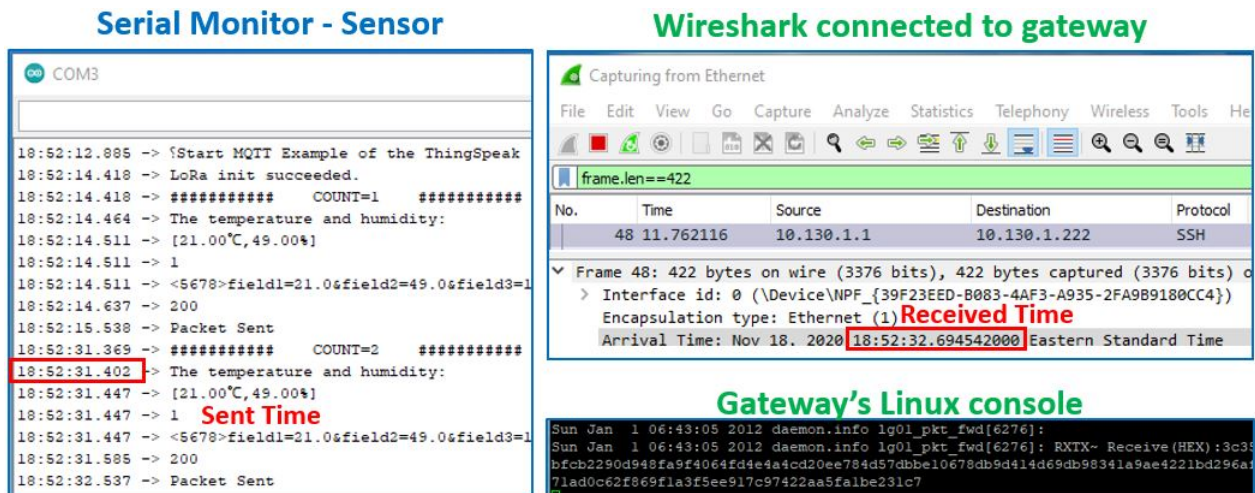 Serial Monitor - Sensor
COM3
18:52:12.885 -> ⸮Start MQTT Example of the ThingSpeak
18:52:14.418 -> LoRa init succeeded.
18:52:14.418 -> ########### COUNT=1 ###########
18:52:14.464 -> The temperature and humidity:
18:52:14.511 -> [21.00℃,49.00%]
18:52:14.511 -> 1
18:52:14.511 -> <5678>field1=21.0&field2=49.0&field3=1
18:52:14.637 -> 200
18:52:15.538 -> Packet Sent
18:52:31.369 -> ########### COUNT=2 ###########
18:52:31.402 -> The temperature and humidity:
18:52:31.447 -> [21.00℃,49.00%]
18:52:31.447 -> 1
Sent Time
18:52:31.447 -> <5678>field1=21.0&field2=49.0&field3=1
18:52:31.585 -> 200
18:52:32.537 -> Packet Sent
Wireshark connected to gateway
Capturing from Ethernet
File Edit View Go Capture Analyze Statistics Telephony Wireless Tools He
frame.len==422
No. Time Source Destination Protocol
48 11.762116 10.130.1.1 10.130.1.222 SSH
Frame 48: 422 bytes on wire (3376 bits), 422 bytes captured (3376 bits) o
Interface id: 0 (\Device\NPF_{39F23EED-B083-4AF3-A935-2FA9B9180CC4})
Encapsulation type: Ethernet (1)
Received Time
Arrival Time: Nov 18, 2020 18:52:32.694542000 Eastern Standard Time
Gateway's Linux console
Sun Jan 1 06:43:05 2012 daemon.info lg01_pkt_fwd[6276]:
Sun Jan 1 06:43:05 2012 daemon.info lg01_pkt_fwd[6276]: RXTX~ Receive(HEX):3c35
bfcb2290d948fa9f4064fd4e4a4cd20ee784d57dbbe10678db9d414d69db98341a9ae4221bd296af
71ad0c62f869f1a3f5ee917c97422aa5fa1be231c7